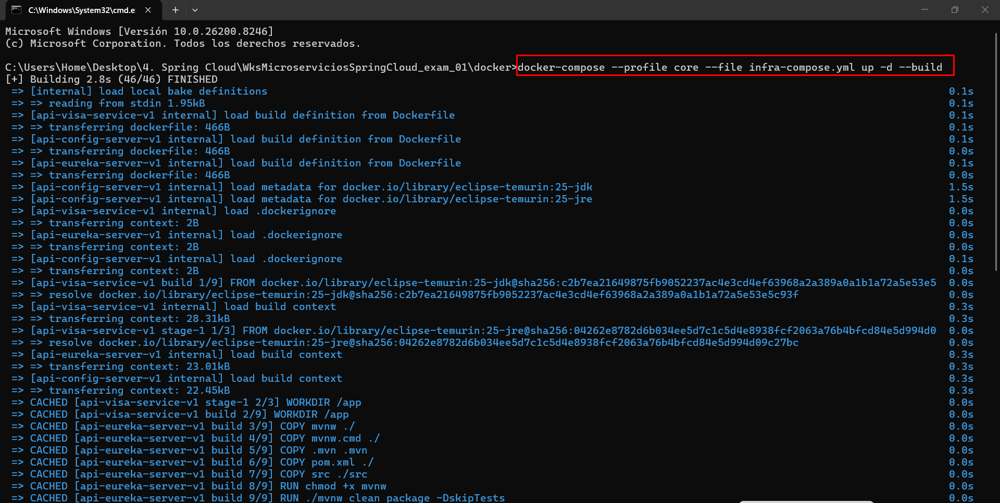 C:\Windows\System32\cmd.e
Microsoft Windows [Versión 10.0.26200.8246]
(c) Microsoft Corporation. Todos los derechos reservados.
C:\Users\Home\Desktop\4. Spring Cloud\WksMicroserviciosSpringCloud_exam_01\docker>docker-compose --profile core --file infra-compose.yml up -d --build
[+] Building 2.8s (46/46) FINISHED
=> [internal] load local bake definitions 0.1s
=> => reading from stdin 1.95kB 0.1s
=> [api-visa-service-v1 internal] load build definition from Dockerfile 0.1s
=> => transferring dockerfile: 466B 0.1s
=> [api-config-server-v1 internal] load build definition from Dockerfile 0.1s
=> => transferring dockerfile: 466B 0.0s
=> [api-eureka-server-v1 internal] load build definition from Dockerfile 0.1s
=> => transferring dockerfile: 466B 0.0s
=> [api-config-server-v1 internal] load metadata for docker.io/library/eclipse-temurin:25-jdk 1.5s
=> [api-config-server-v1 internal] load metadata for docker.io/library/eclipse-temurin:25-jre 1.5s
=> [api-visa-service-v1 internal] load .dockerignore 0.0s
=> => transferring context: 2B 0.0s
=> [api-eureka-server-v1 internal] load .dockerignore 0.0s
=> => transferring context: 2B 0.0s
=> [api-config-server-v1 internal] load .dockerignore 0.1s
=> => transferring context: 2B 0.0s
=> [api-visa-service-v1 build 1/9] FROM docker.io/library/eclipse-temurin:25-jdk@sha256:c2b7ea21649875fb9052237ac4e3cd4ef63968a2a389a0a1b1a72a5e53e5 0.0s
=> => resolve docker.io/library/eclipse-temurin:25-jdk@sha256:c2b7ea21649875fb9052237ac4e3cd4ef63968a2a389a0a1b1a72a5e53e5c93f 0.0s
=> [api-visa-service-v1 internal] load build context 0.3s
=> => transferring context: 28.31kB 0.3s
=> [api-visa-service-v1 stage-1 1/3] FROM docker.io/library/eclipse-temurin:25-jre@sha256:04262e8782d6b034ee5d7c1c5d4e8938fcf2063a76b4bfcd84e5d994d0 0.0s
=> => resolve docker.io/library/eclipse-temurin:25-jre@sha256:04262e8782d6b034ee5d7c1c5d4e8938fcf2063a76b4bfcd84e5d994d09c27bc 0.0s
=> [api-eureka-server-v1 internal] load build context 0.3s
=> => transferring context: 23.01kB 0.3s
=> [api-config-server-v1 internal] load build context 0.3s
=> => transferring context: 22.45kB 0.3s
=> CACHED [api-visa-service-v1 stage-1 2/3] WORKDIR /app 0.0s
=> CACHED [api-visa-service-v1 build 2/9] WORKDIR /app 0.0s
=> CACHED [api-eureka-server-v1 build 3/9] COPY mvnw ./ 0.0s
=> CACHED [api-eureka-server-v1 build 4/9] COPY mvnw.cmd ./ 0.0s
=> CACHED [api-eureka-server-v1 build 5/9] COPY .mvn .mvn 0.0s
=> CACHED [api-eureka-server-v1 build 6/9] COPY pom.xml ./ 0.0s
=> CACHED [api-eureka-server-v1 build 7/9] COPY src ./src 0.0s
=> CACHED [api-eureka-server-v1 build 8/9] RUN chmod +x mvnw 0.0s
=> CACHED [api-eureka-server-v1 build 9/9] RUN ./mvnw clean package -DskipTests 0.0s